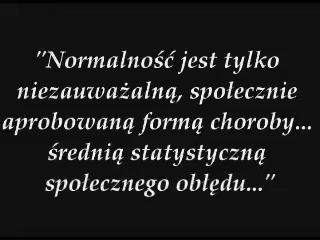 "Normalność jest tylko
niezauważalną, społecznie
aprobowaną formą choroby...
średnią statystyczną
społecznego obłędu..."